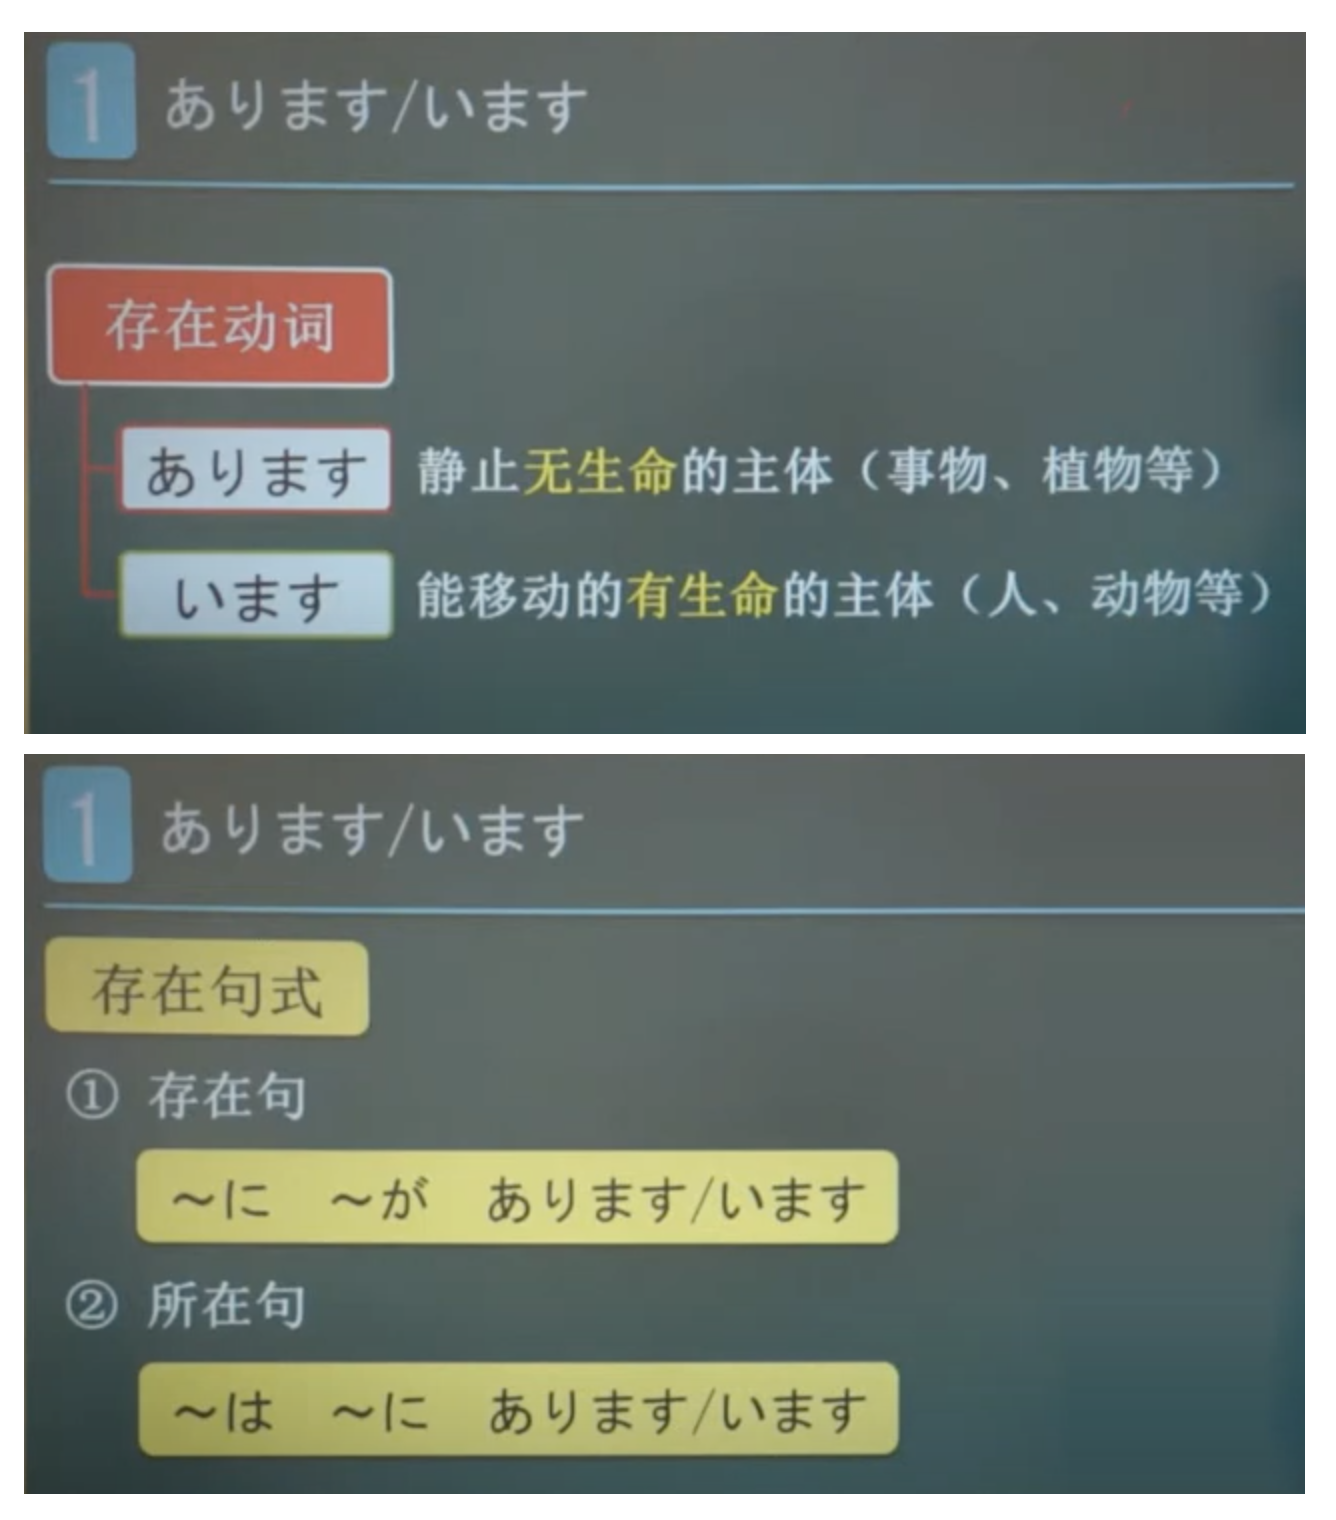 1 あります/います
存在动词
あります 静止无生命的主体（事物、植物等）
います 能移动的有生命的主体（人、动物等）
1 あります/います
存在句式
① 存在句
～に ～が あります/います
② 所在句
～は ～に あります/います